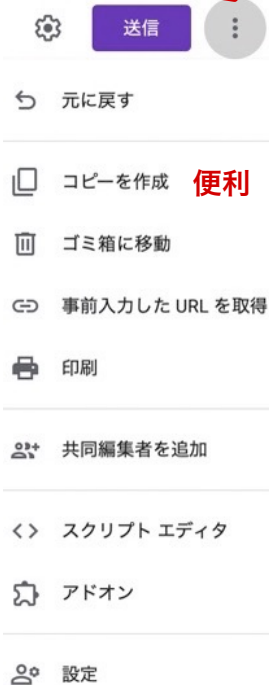 送信
元に戻す
コピーを作成 便利
ゴミ箱に移動
事前入力した URL を取得
印刷
共同編集者を追加
スクリプト エディタ
アドオン
設定